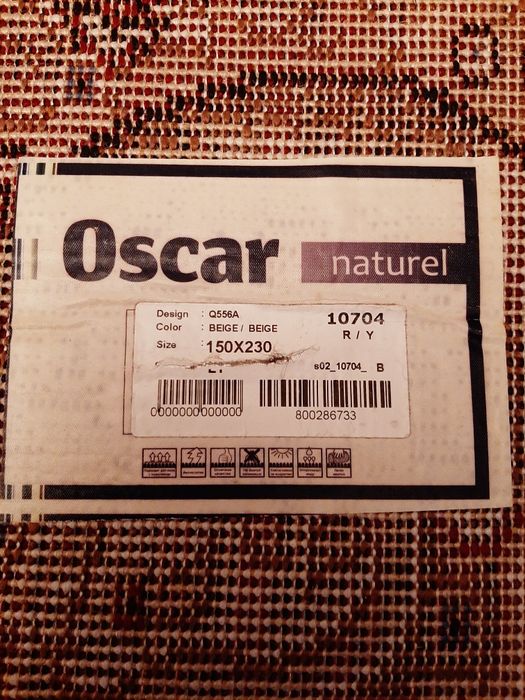 Oscar
naturel
Design : Q556A
Color : BEIGE / BEIGE
Size : 150X230
10704
R / Y
s02_10704_ B
0000000000000
800286733